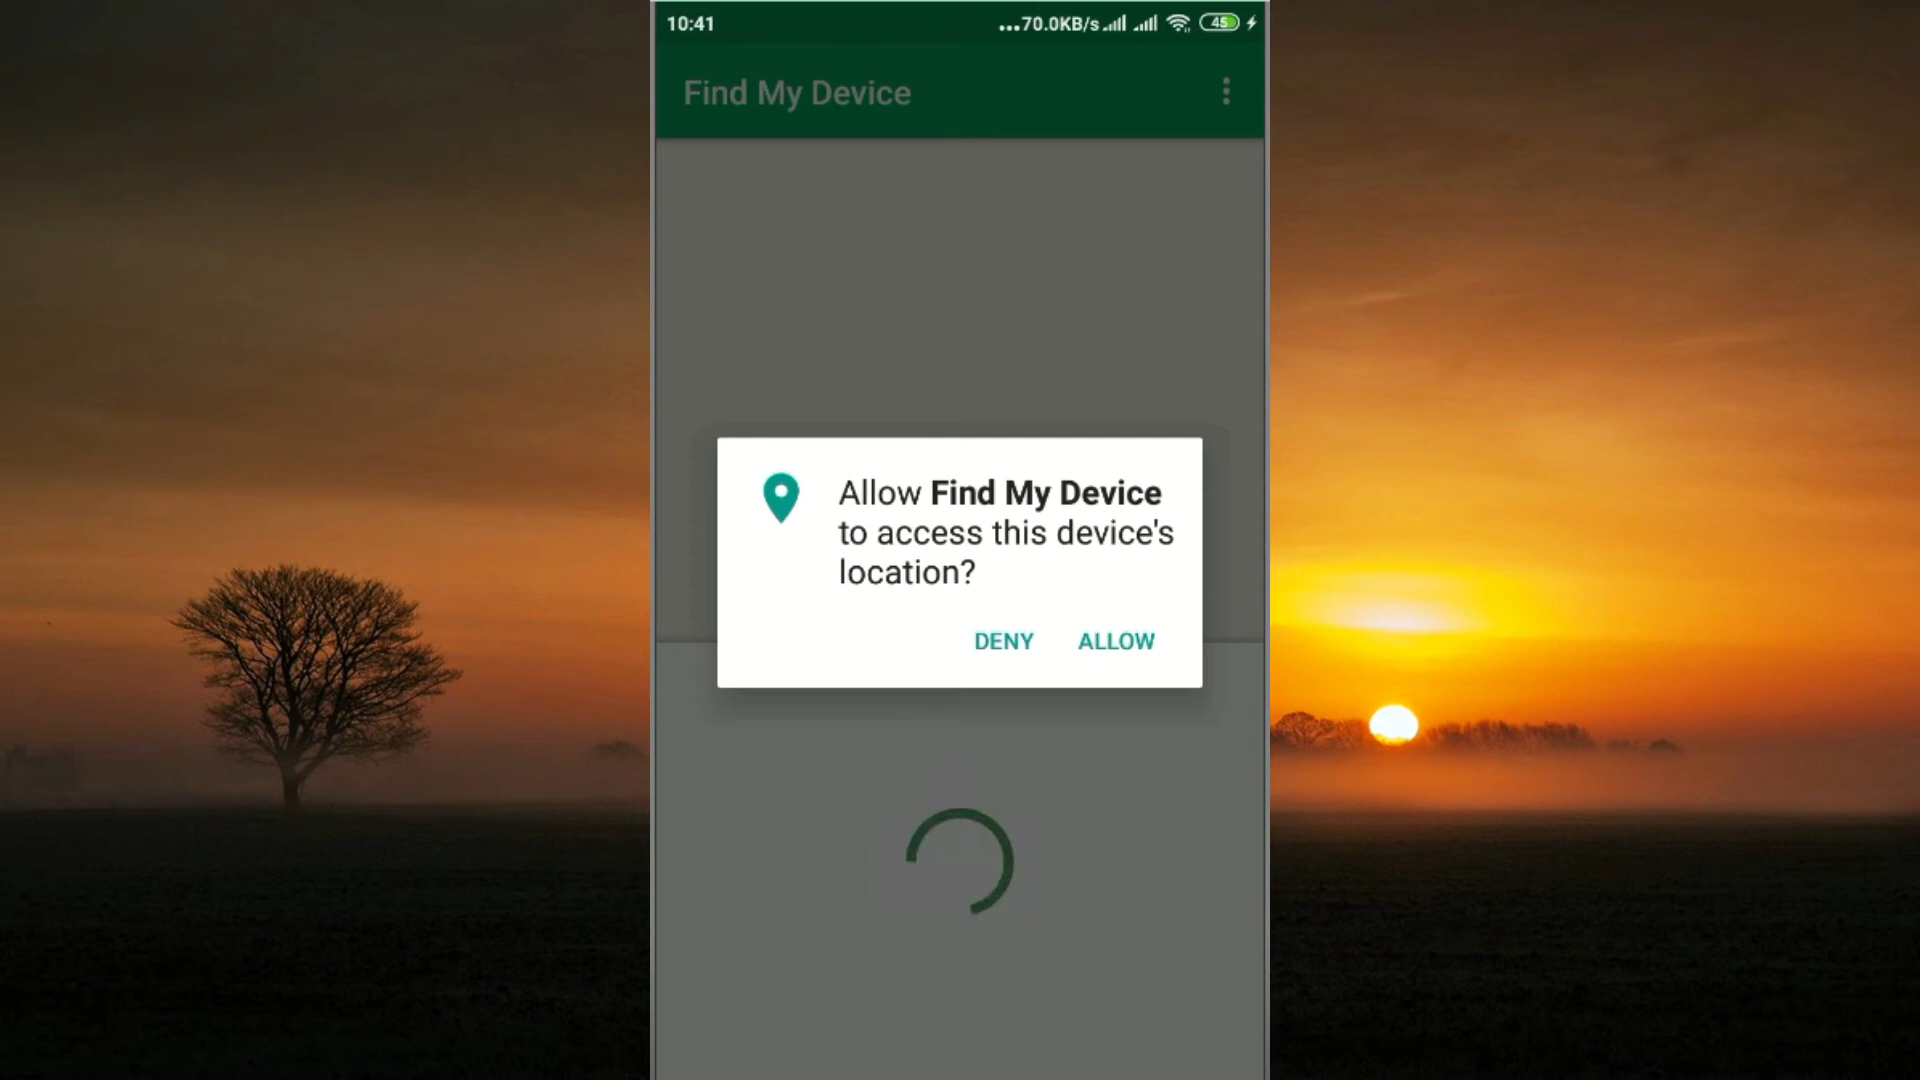 10:41 ...70.0KB/s 45
Find My Device
Allow Find My Device
to access this device's
location?
DENY ALLOW